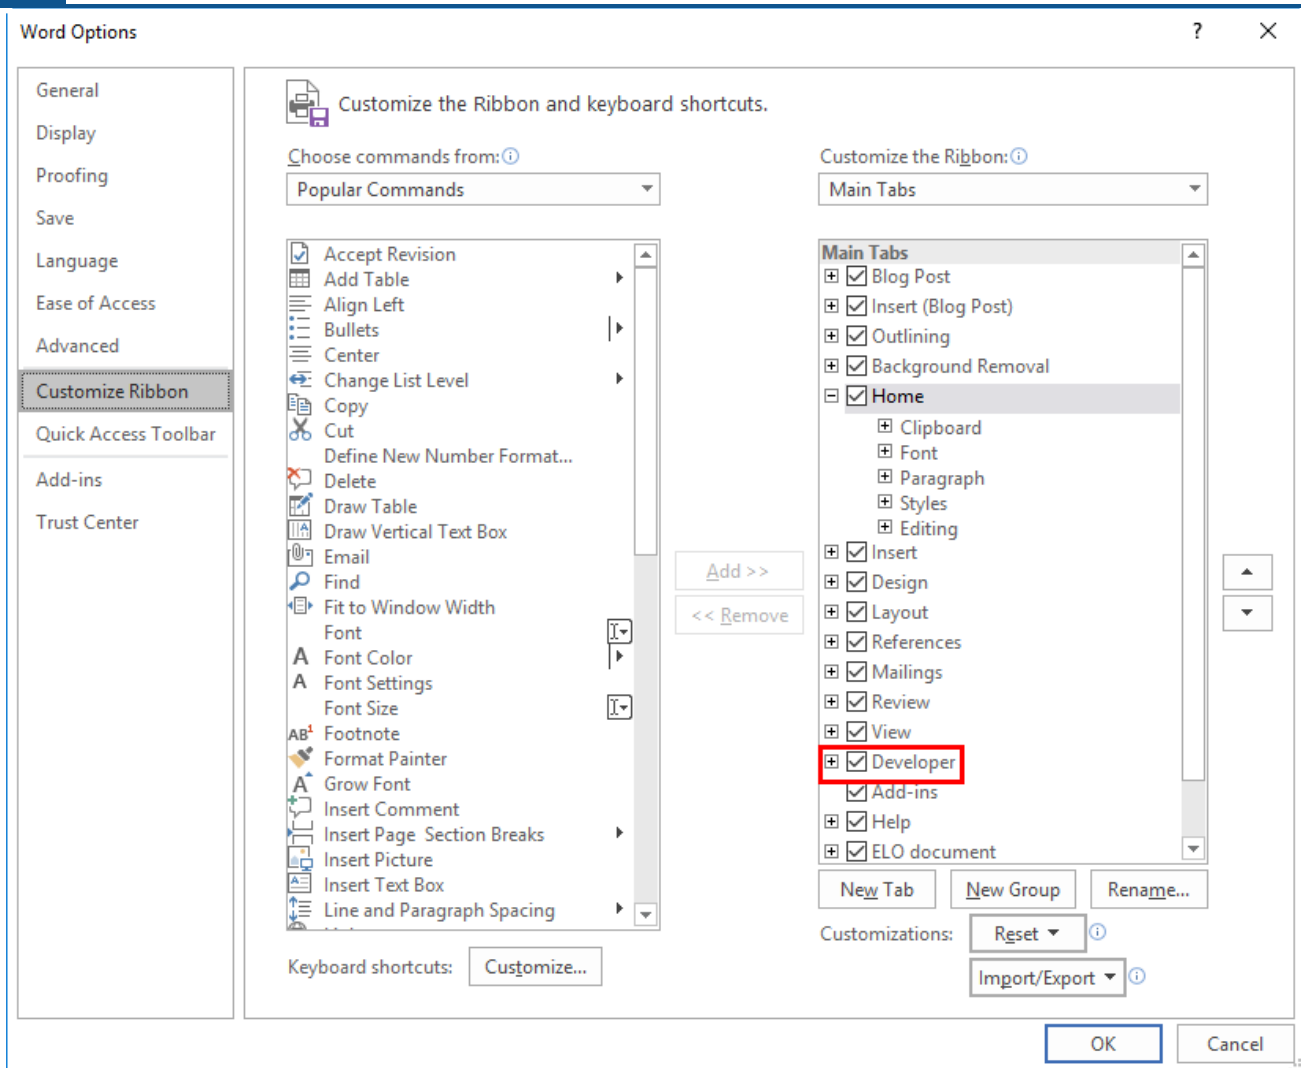 Word Options
?
General
Display
Proofing
Save
Language
Ease of Access
Advanced
Customize Ribbon
Quick Access Toolbar
Add-ins
Trust Center
Customize the Ribbon and keyboard shortcuts.
Choose commands from:
Popular Commands
Accept Revision
Add Table
Align Left
Bullets
Center
Change List Level
Copy
Cut
Define New Number Format...
Delete
Draw Table
Draw Vertical Text Box
Email
Find
Fit to Window Width
Font
Font Color
Font Settings
Font Size
Footnote
Format Painter
Grow Font
Insert Comment
Insert Page  Section Breaks
Insert Picture
Insert Text Box
Line and Paragraph Spacing
Keyboard shortcuts:
Customize...
Add >>
<< Remove
Customize the Ribbon:
Main Tabs
Main Tabs
Blog Post
Insert (Blog Post)
Outlining
Background Removal
Home
Clipboard
Font
Paragraph
Styles
Editing
Insert
Design
Layout
References
Mailings
Review
View
Developer
Add-ins
Help
ELO document
New Tab
New Group
Rename...
Customizations:
Reset
Import/Export
OK
Cancel